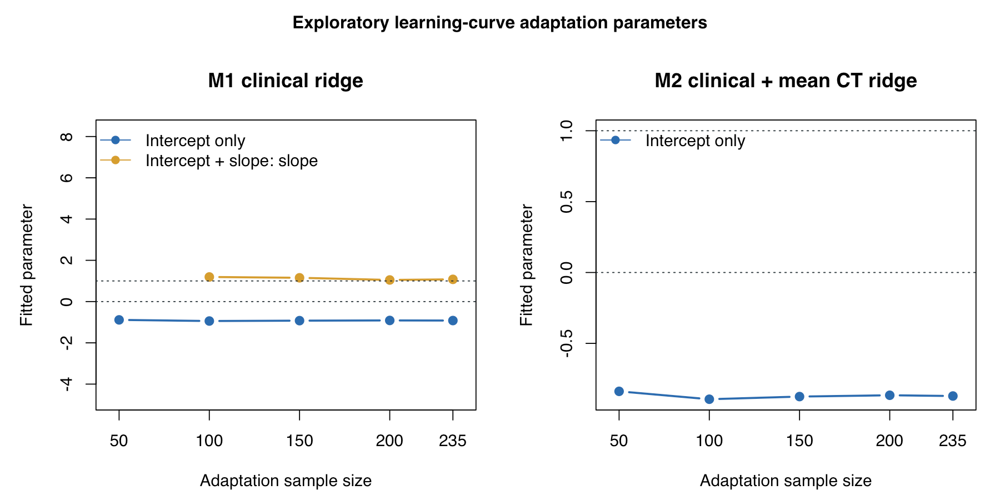 Exploratory learning-curve adaptation parameters
M1 clinical ridge
Intercept only
Intercept + slope: slope
8
6
4
2
0
-2
-4
Fitted parameter
50 100 150 200 235
Adaptation sample size
M2 clinical + mean CT ridge
Intercept only
1.0
0.5
0.0
-0.5
Fitted parameter
50 100 150 200 235
Adaptation sample size